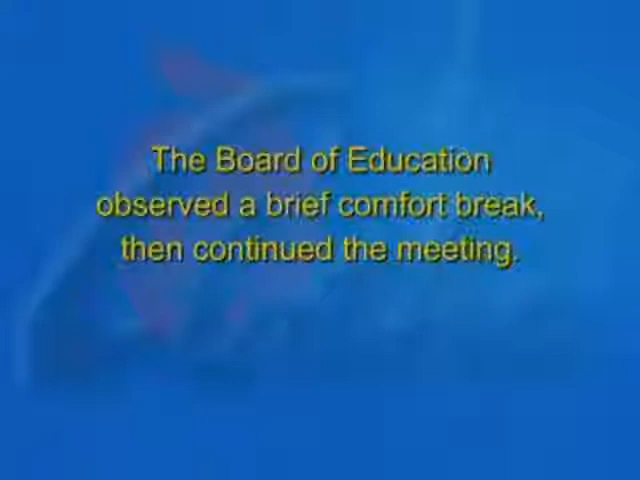 The Board of Education
observed a brief comfort break,
then continued the meeting.